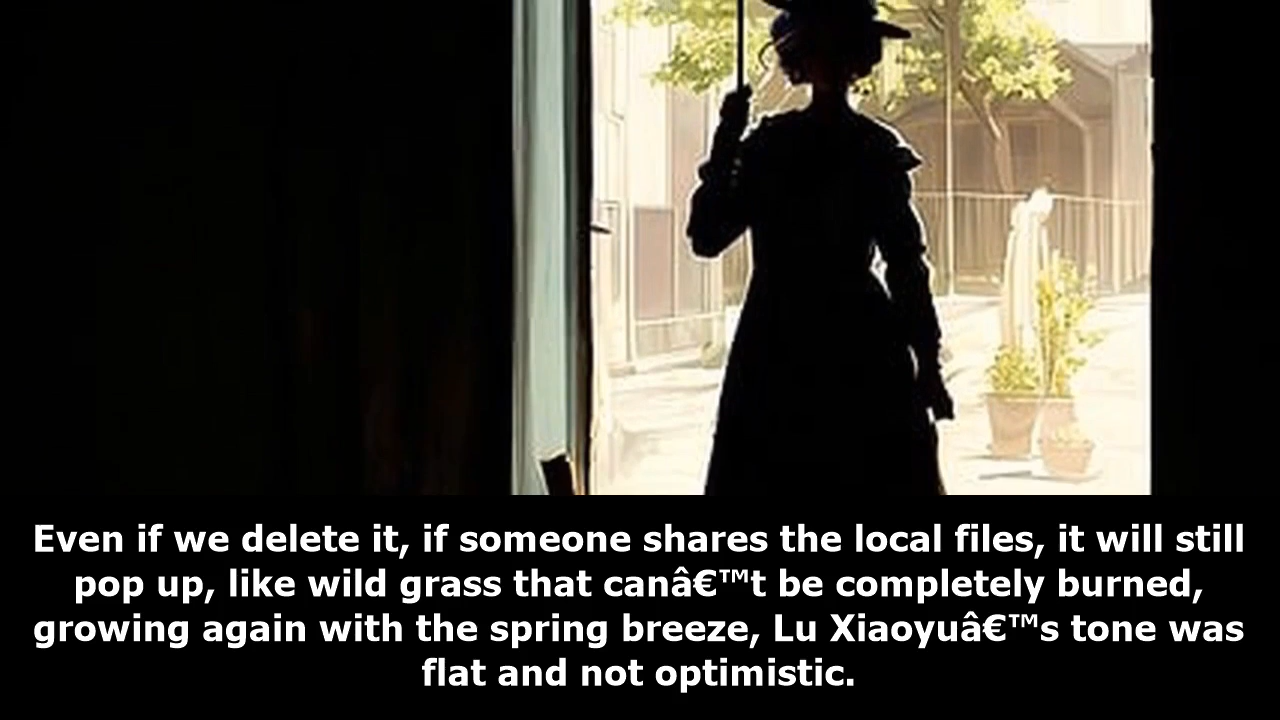 Even if we delete it, if someone shares the local files, it will still
pop up, like wild grass that canâ€™t be completely burned,
growing again with the spring breeze, Lu Xiaoyuâ€™s tone was
flat and not optimistic.